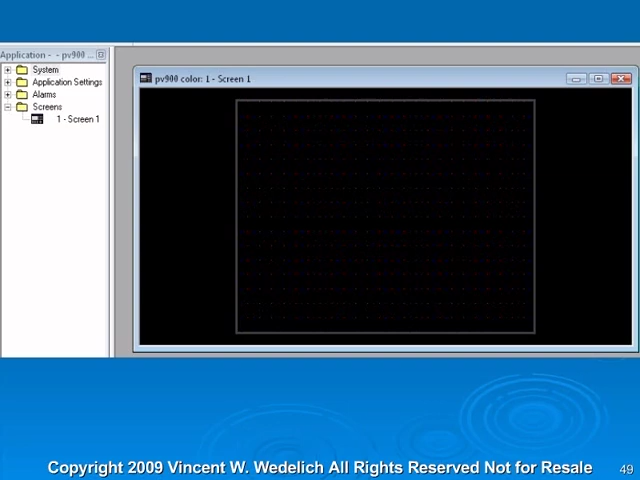 Application - - pv900 ...
System
Application Settings
Alarms
Screens
1 - Screen 1
pv900 color: 1 - Screen 1
Copyright 2009 Vincent W. Wedelich All Rights Reserved Not for Resale
49